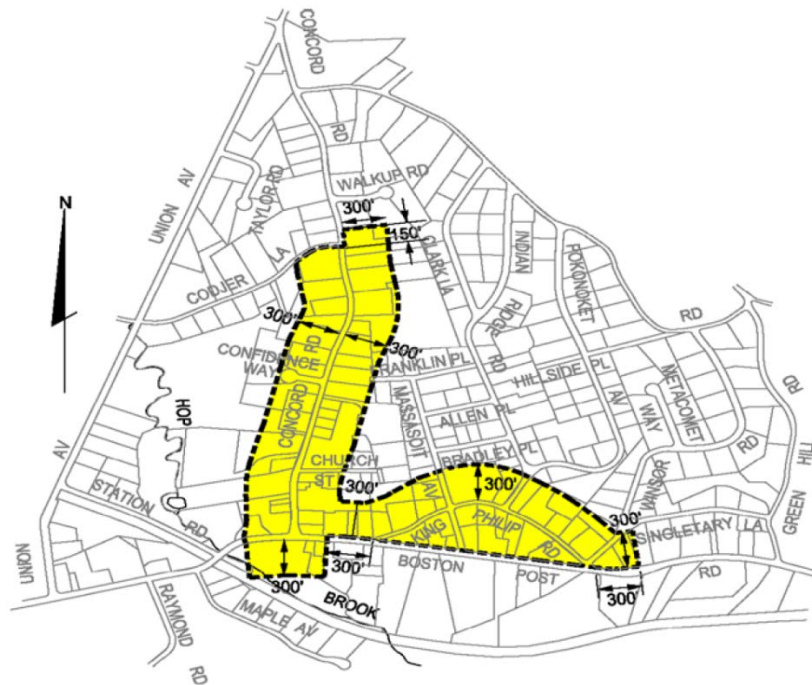 CONCORD
RD
UNION AV
TAYLOR RD
WALKUP RD
300'
150'
N
CODJER LA
CLARK LA
INDIAN
RIDGE
RD
POKONOKET
AV
RD
300'
CONFIDENCE
WAY
CONCORD RD
300'
RANKLIN PL
HILLSIDE PL
MASSASOIT
AV
ALLEN PL
METACOMET
WAY
RD
HOP
CHURCH
ST
BRADLEY PL
300'
300'
WANSOR
GREEN HILL
RD
AV
STATION
RD
KING
PHILIP
RD
300'
SINGLETARY LA
UNION
300'
BOSTON
POST
RD
300'
300'
BROOK
RAYMOND
RD
MAPLE AV